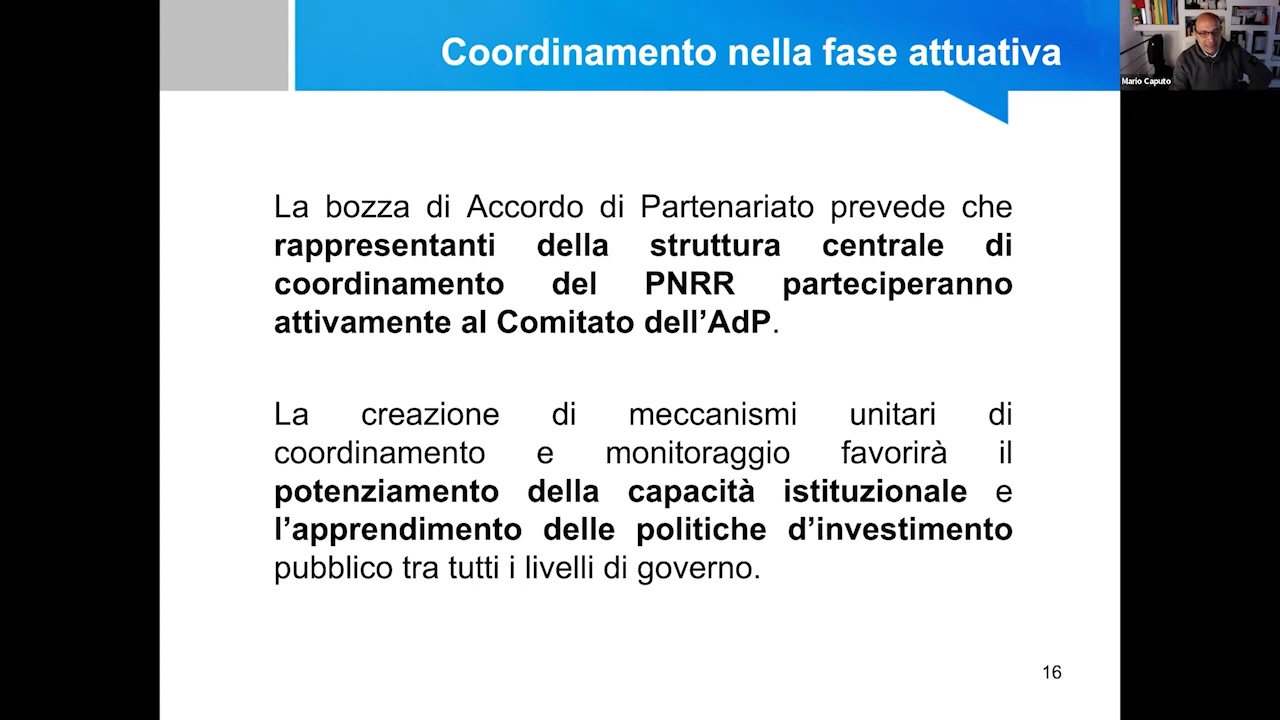 Coordinamento nella fase attuativa
Mario Caputo
La bozza di Accordo di Partenariato prevede che
rappresentanti della struttura centrale di
coordinamento del PNRR parteciperanno
attivamente al Comitato dell’AdP.
La creazione di meccanismi unitari di
coordinamento e monitoraggio favorirà il
potenziamento della capacità istituzionale e
l’apprendimento delle politiche d’investimento
pubblico tra tutti i livelli di governo.
16